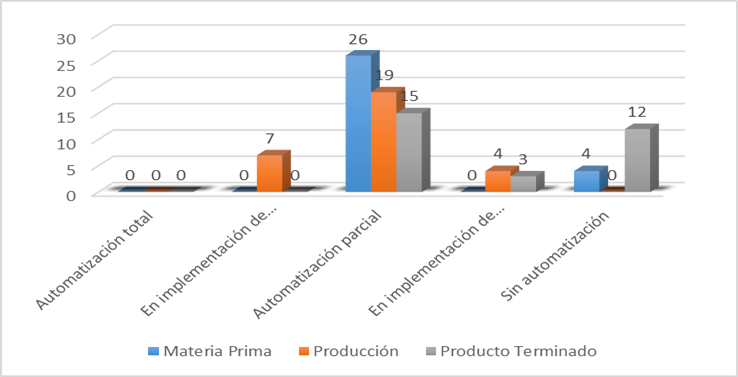 30
25
20
15
10
5
0
0 0 0
0 7 0
26 19 15
0 4 3
4 0 12
Automatización total
En implementación de...
Automatización parcial
En implementación de...
Sin automatización
Materia Prima Producción Producto Terminado